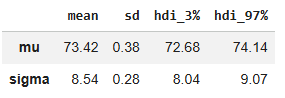 mean sd hdi_3% hdi_97%
mu 73.42 0.38 72.68 74.14
sigma 8.54 0.28 8.04 9.07